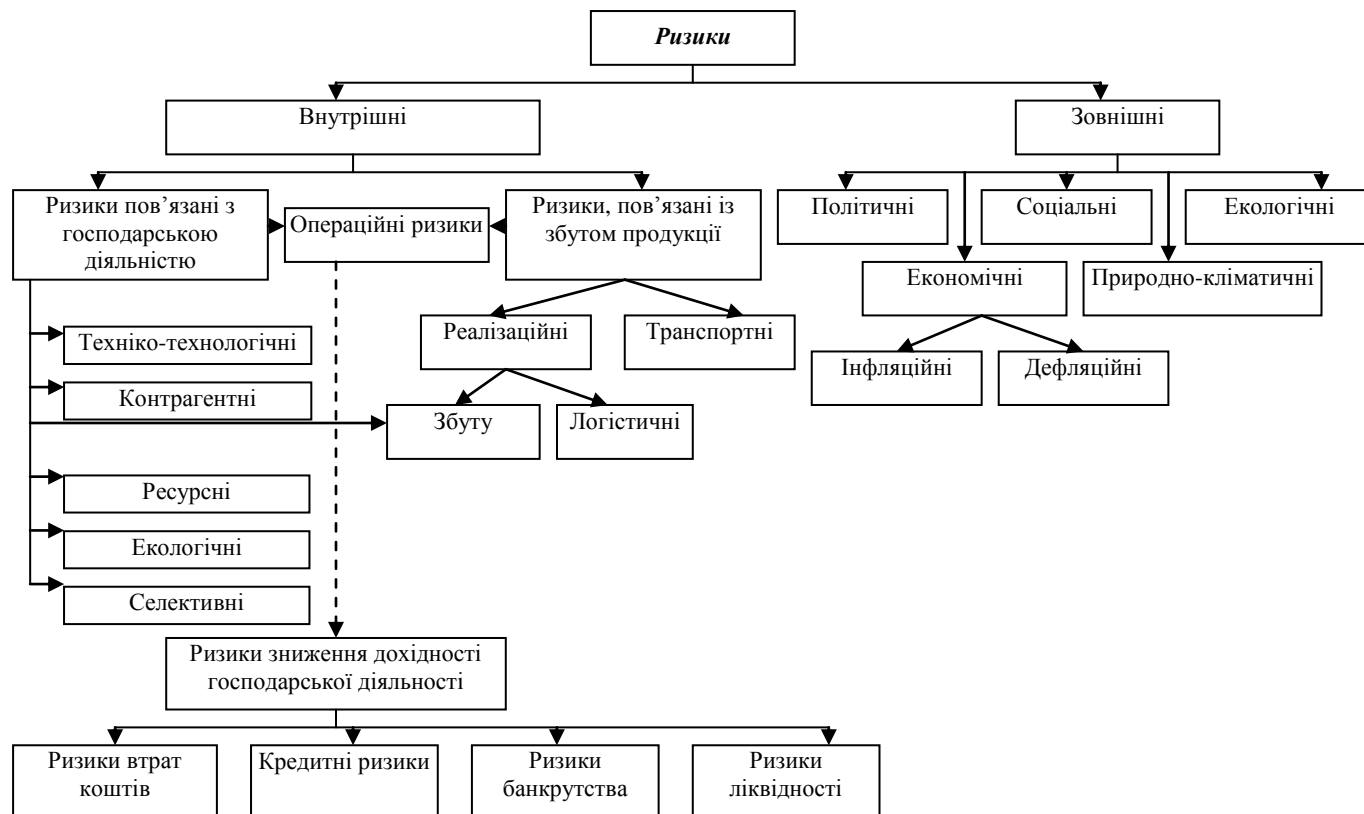 Ризики
Внутрішні
Зовнішні
Ризики пов’язані з
господарською
діяльністю
Операційні ризики
Ризики, пов’язані із
збутом продукції
Політичні
Соціальні
Екологічні
Економічні
Природно-кліматичні
Реалізаційні
Транспортні
Техніко-технологічні
Інфляційні
Дефляційні
Контрагентні
Збуту
Логістичні
Ресурсні
Екологічні
Селективні
Ризики зниження дохідності
господарської діяльності
Ризики втрат
коштів
Кредитні ризики
Ризики
банкрутства
Ризики
ліквідності